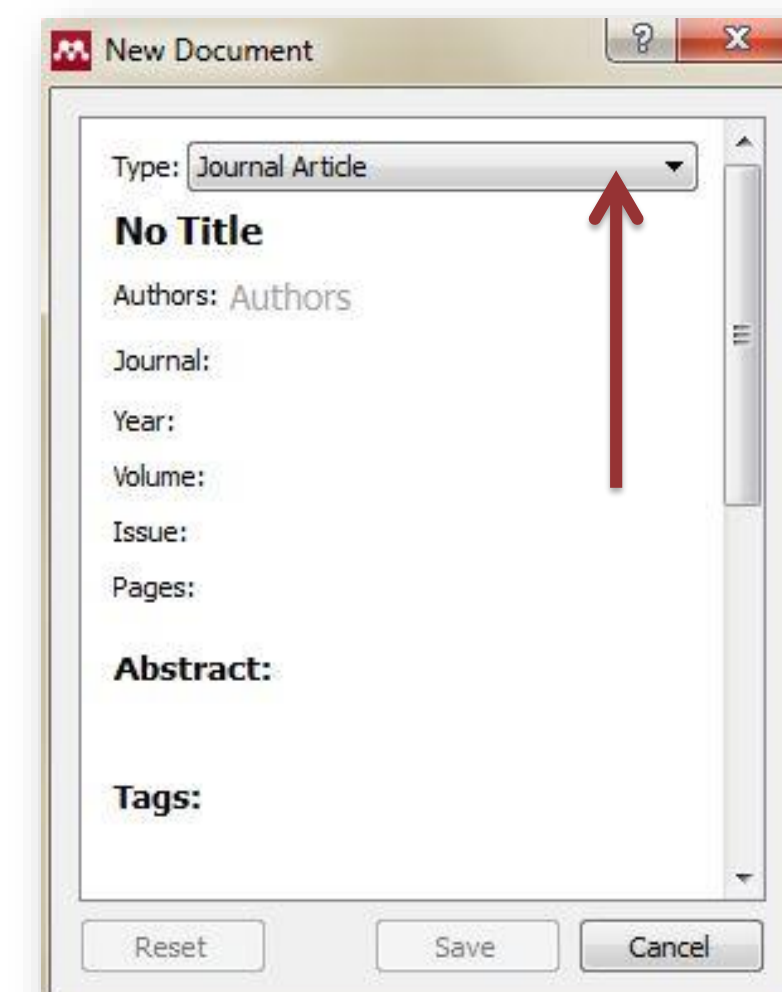 New Document
Type: Journal Article
No Title
Authors: Authors
Journal:
Year:
Volume:
Issue:
Pages:
Abstract:
Tags:
Reset Save Cancel